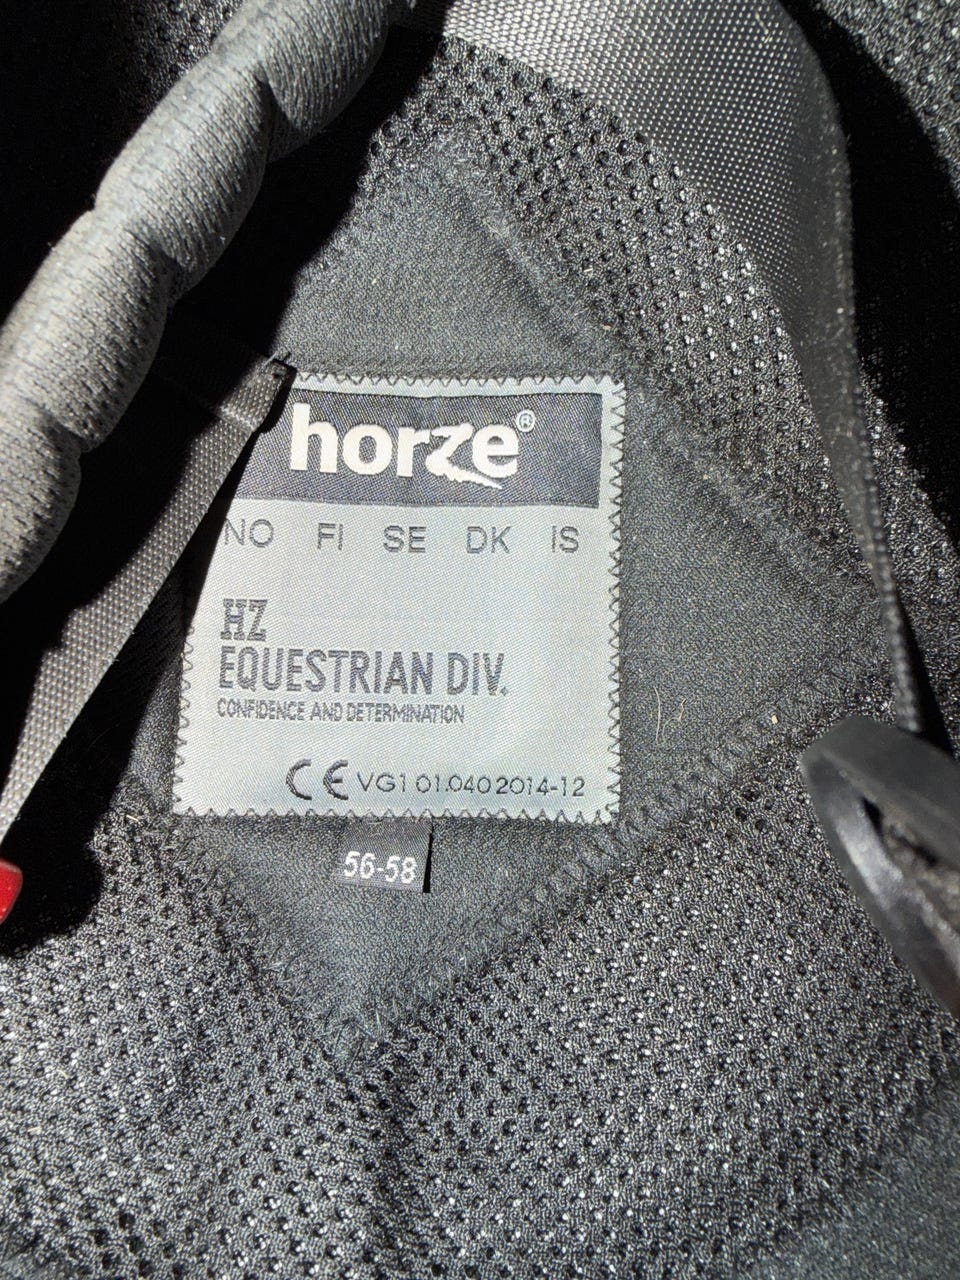 horze®
NO FI SE DK IS
HZ
EQUESTRIAN DIV.
CONFIDENCE AND DETERMINATION
CE VG1 01.040 2014-12
56-58